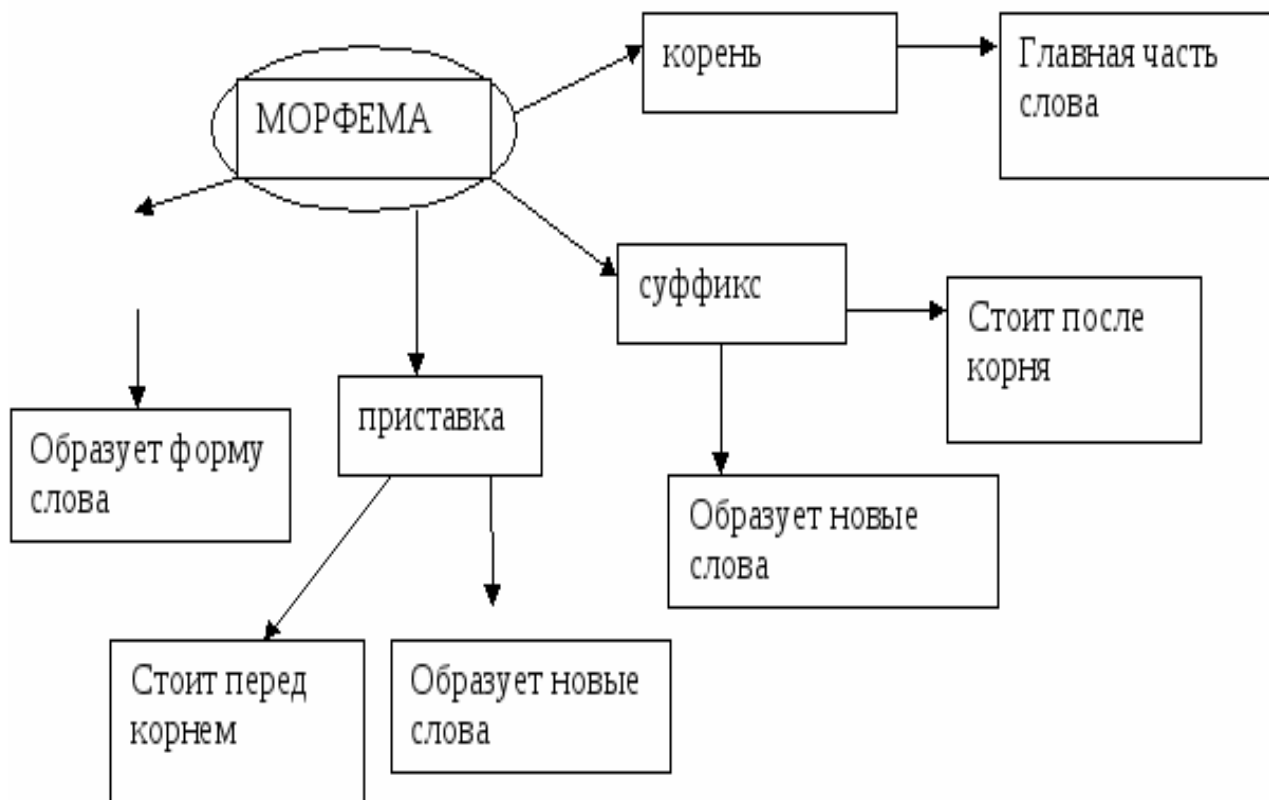 МОРФЕМА
корень
Главная часть
слова
суффикс
Стоит после
корня
приставка
Образует форму
слова
Образует новые
слова
Стоит перед
корнем
Образует новые
слова